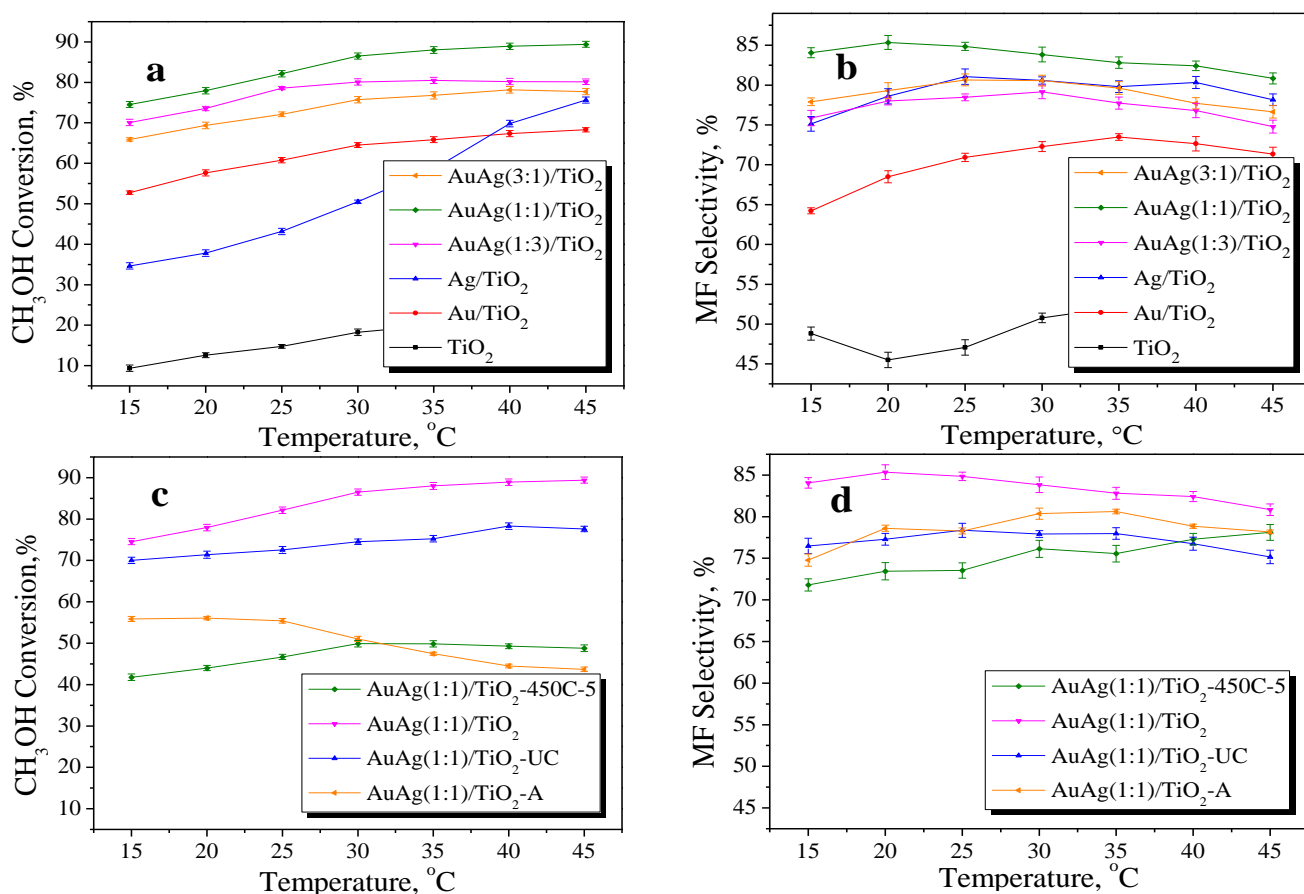 a
CH3OH Conversion, %
90
80
70
60
50
40
30
20
10
AuAg(3:1)/TiO2
AuAg(1:1)/TiO2
AuAg(1:3)/TiO2
Ag/TiO2
Au/TiO2
TiO2
15 20 25 30 35 40 45
Temperature, °C
b
MF Selectivity, %
85
80
75
70
65
60
55
50
45
AuAg(3:1)/TiO2
AuAg(1:1)/TiO2
AuAg(1:3)/TiO2
Ag/TiO2
Au/TiO2
TiO2
15 20 25 30 35 40 45
Temperature, °C
c
CH3OH Conversion,%
90
80
70
60
50
40
30
20
10
AuAg(1:1)/TiO2-450C-5
AuAg(1:1)/TiO2
AuAg(1:1)/TiO2-UC
AuAg(1:1)/TiO2-A
15 20 25 30 35 40 45
Temperature, °C
d
MF Selectivity, %
85
80
75
70
65
60
55
50
45
AuAg(1:1)/TiO2-450C-5
AuAg(1:1)/TiO2
AuAg(1:1)/TiO2-UC
AuAg(1:1)/TiO2-A
15 20 25 30 35 40 45
Temperature, °C